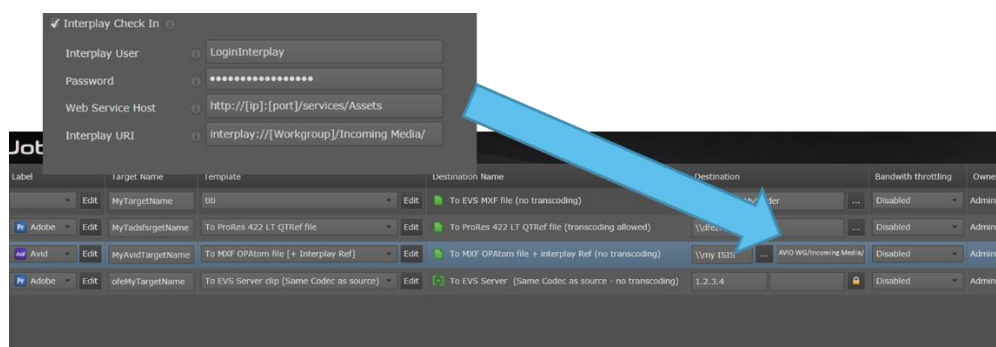 Interplay Check In
Interplay User LoginInterplay
Password •••••••••••••••••
Web Service Host http://[ip]:[port]/services/Assets
Interplay URI interplay://[Workgroup]/Incoming Media/
Label Target Name Template Destination Name Destination Bandwith throttling
Edit MyTargetName titi Edit To EVS MXF file (no transcoding) ... Disabled Admin
Adobe Edit MyTadsfsrgetName To ProRes 422 LT QTRef file Edit To ProRes 422 LT QTRef file (transcoding allowed) ... Disabled Admin
Avid Edit MyAvidTargetName To MXF OPAtom file [+ Interplay Ref] Edit To MXF OPAtom file + interplay Ref (no transcoding) \\my ISIS ... AVID WG/Incoming Media/ Disabled Admin
Adobe Edit ofeMyTargetName To EVS Server clip (Same Codec as source) Edit To EVS Server (Same Codec as source - no transcoding) 1.2.3.4 Disabled Admin